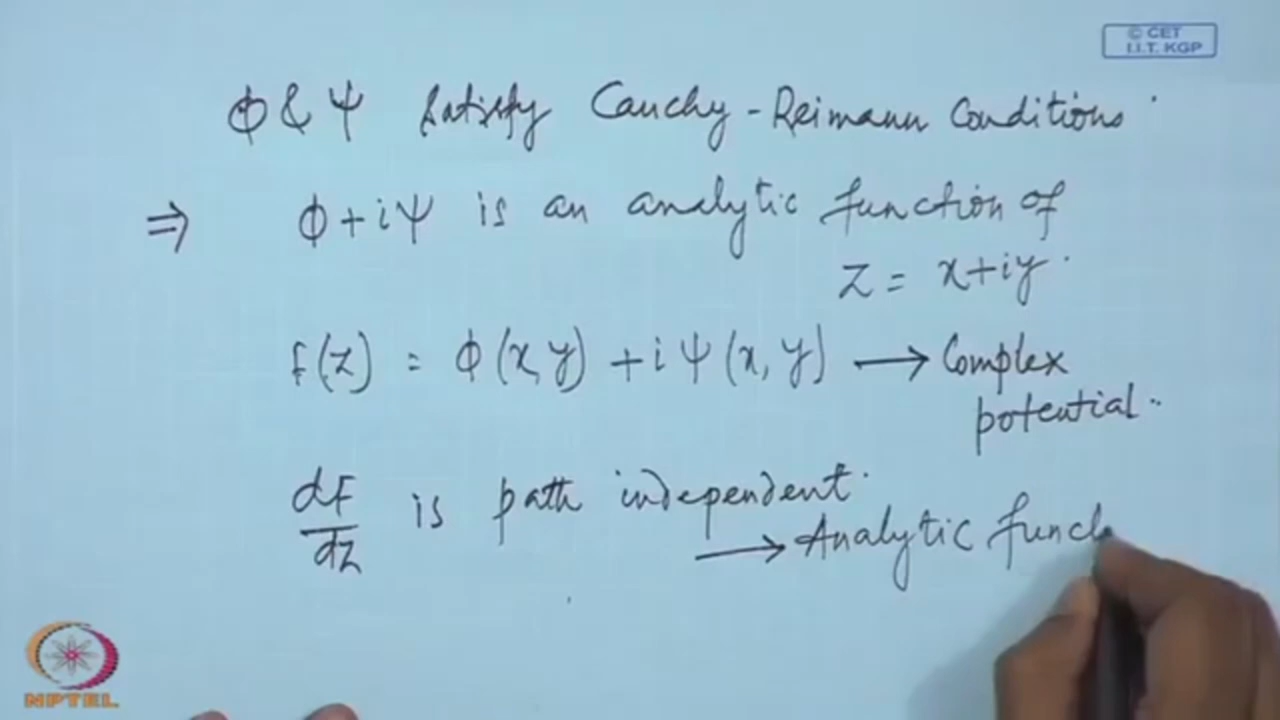 © CET
I.I.T. KGP
Φ & Ψ Satisfy Cauchy - Reimann Conditions.
⇒ Φ + iΨ is an analytic function of
Z = x+iy.
F(Z) = Φ(x,y) + iΨ(x,y) → Complex
potential..
dF/dZ is path independent.
→ Analytic func
NPTEL